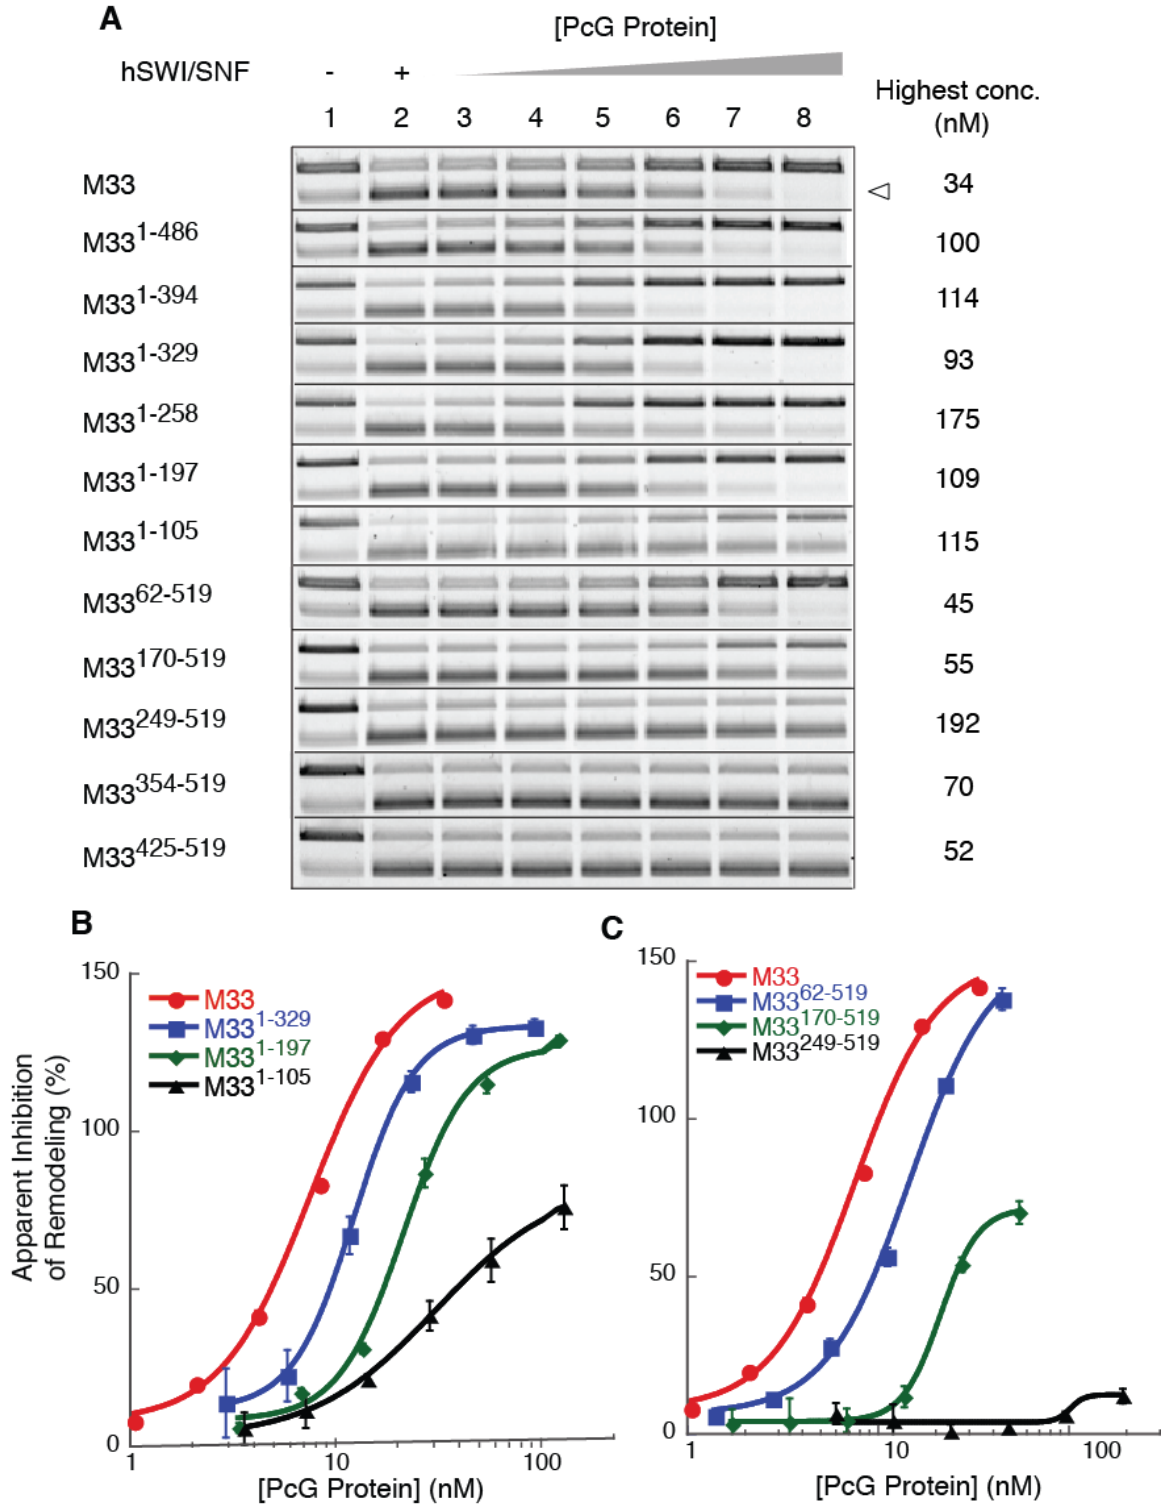 A
[PcG Protein]
hSWI/SNF - +
Highest conc.
(nM)
1 2 3 4 5 6 7 8
M33 34
M33^1-486 100
M33^1-394 114
M33^1-329 93
M33^1-258 175
M33^1-197 109
M33^1-105 115
M33^62-519 45
M33^170-519 55
M33^249-519 192
M33^354-519 70
M33^425-519 52
B
Apparent Inhibition
of Remodeling (%)
150
100
50
0
M33
M33^1-329
M33^1-197
M33^1-105
1 10 100
[PcG Protein] (nM)
C
150
100
50
0
M33
M33^62-519
M33^170-519
M33^249-519
1 10 100
[PcG Protein] (nM)